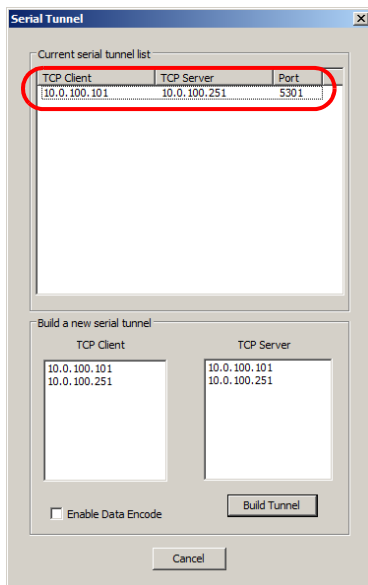 Serial Tunnel
Current serial tunnel list
TCP Client TCP Server Port
10.0.100.101 10.0.100.251 5301
Build a new serial tunnel
TCP Client TCP Server
10.0.100.101 10.0.100.101
10.0.100.251 10.0.100.251
Enable Data Encode Build Tunnel
Cancel